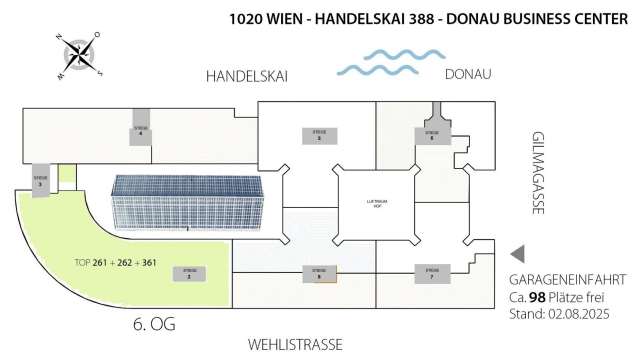 1020 WIEN - HANDELSKAI 388 - DONAU BUSINESS CENTER
N
O
W
S
HANDELSKAI
DONAU
STIEGE
4
STIEGE
5
STIEGE
6
STIEGE
3
GILMAGASSE
LUFTRAUM
HOF
TOP 261 + 262 + 361
STIEGE
2
STIEGE
8
STIEGE
7
GARAGENEINFAHRT
Ca. 98 Plätze frei
Stand: 02.08.2025
6. OG
WEHLISTRASSE